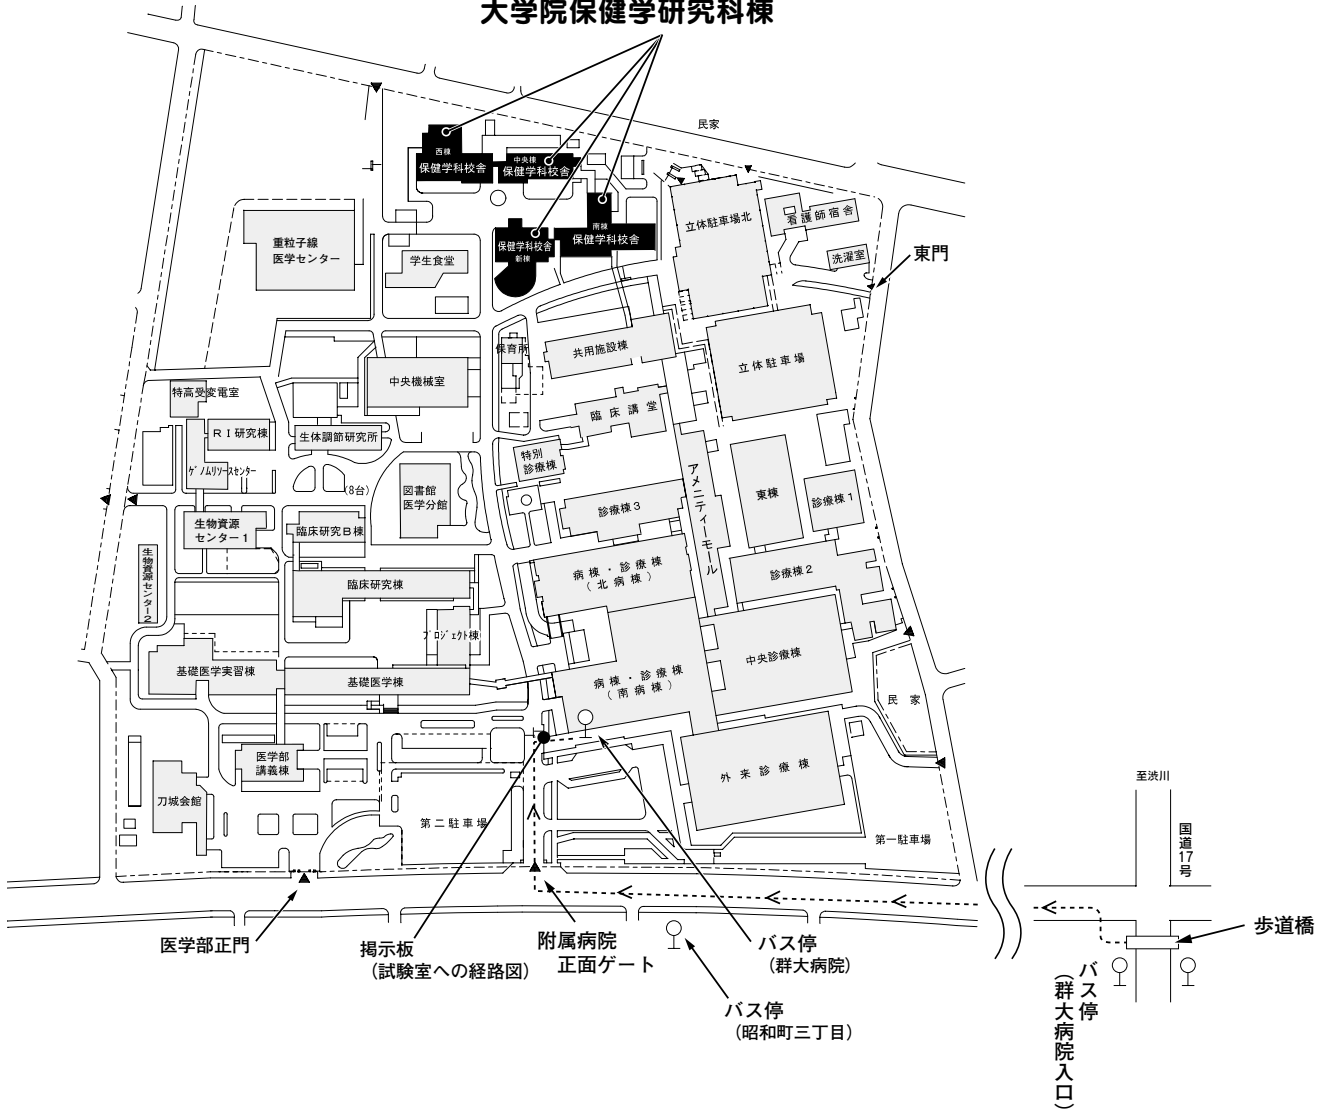 大学院保健学研究科棟
民家
西棟
保健学科校舎
中央棟
保健学科校舎
南棟
保健学科校舎
保健学科校舎
新棟
立体駐車場北
看護師宿舎
洗濯室
東門
重粒子線
医学センター
学生食堂
保育所
共用施設棟
立体駐車場
中央機械室
特高受変電室
臨床講堂
RI研究棟
生体調節研究所
特別
診療棟
ゲノムリソースセンター
(8台)
図書館
医学分館
アメニティーモール
東棟
診療棟1
診療棟3
生物資源
センター1
臨床研究B棟
生物資源センター2
臨床研究棟
病棟・診療棟
(北病棟)
診療棟2
プロジェクト棟
基礎医学実習棟
基礎医学棟
病棟・診療棟
(南病棟)
中央診療棟
民家
医学部
講義棟
外来診療棟
刀城会館
第二駐車場
第一駐車場
至渋川
国道17号
医学部正門
掲示板
(試験室への経路図)
附属病院
正面ゲート
バス停
(群大病院)
バス停
(昭和町三丁目)
歩道橋
バス停
(群大病院入口)